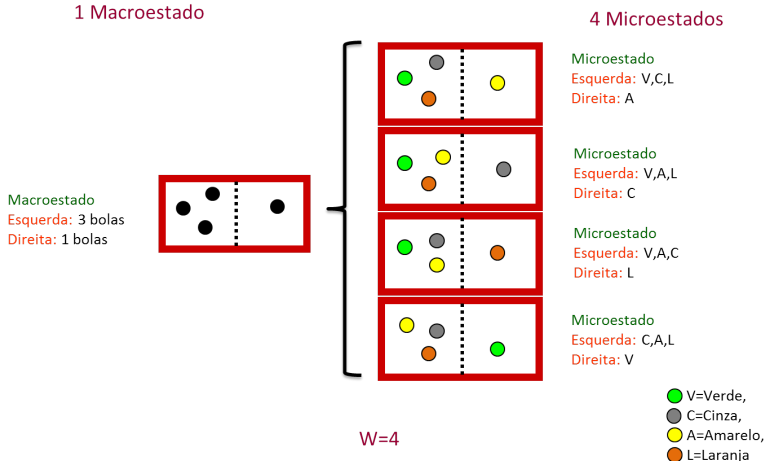 1 Macroestado
4 Microestados
Macroestado
Esquerda: 3 bolas
Direita: 1 bolas
Microestado
Esquerda: V,C,L
Direita: A
Microestado
Esquerda: V,A,L
Direita: C
Microestado
Esquerda: V,A,C
Direita: L
Microestado
Esquerda: C,A,L
Direita: V
W=4
V=Verde,
C=Cinza,
A=Amarelo,
L=Laranja